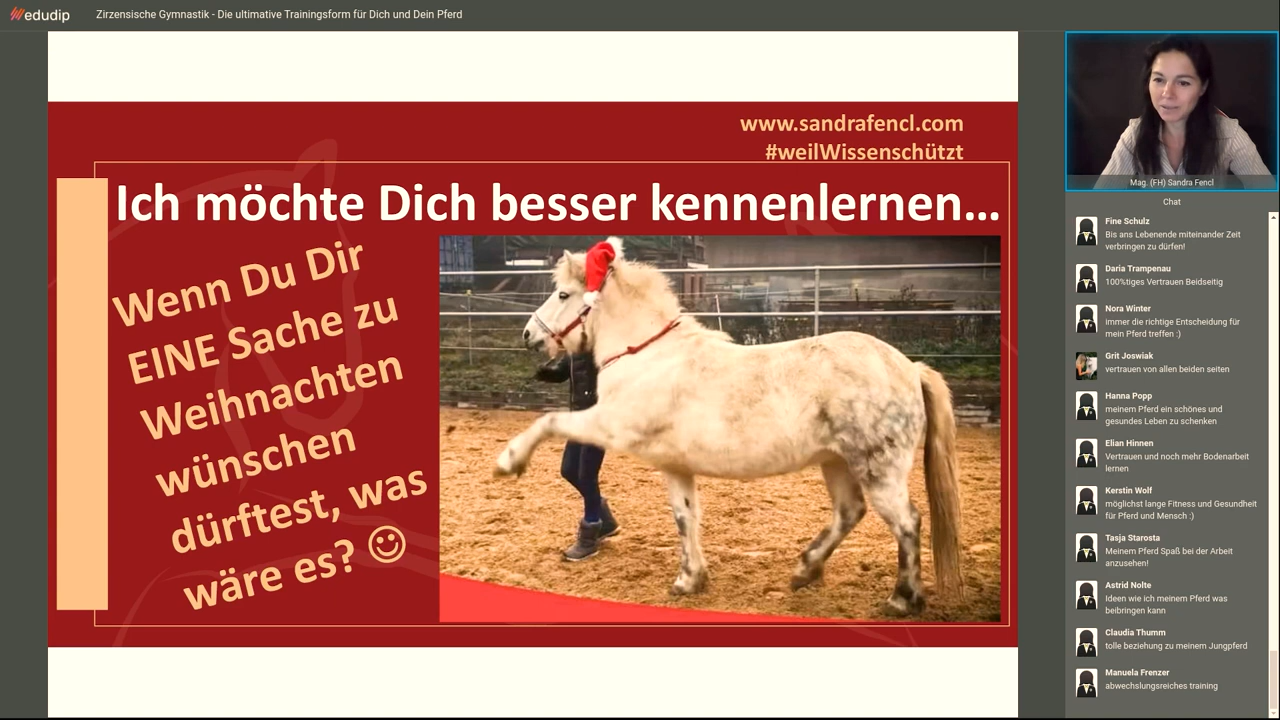 edudip
Zirzensische Gymnastik - Die ultimative Trainingsform für Dich und Dein Pferd
www.sandrafencl.com
#weilWissenschützt
Ich möchte Dich besser kennenlernen...
Wenn Du Dir
EINE Sache zu
Weihnachten
wünschen
dürftest, was
wäre es? ☺
Mag. (FH) Sandra Fencl
Chat
Fine Schulz
Bis ans Lebenende miteinander Zeit
verbringen zu dürfen!
Daria Trampenau
100%tiges Vertrauen Beidseitig
Nora Winter
immer die richtige Entscheidung für
mein Pferd treffen :)
Grit Joswiak
vertrauen von allen beiden seiten
Hanna Popp
meinem Pferd ein schönes und
gesundes Leben zu schenken
Elian Hinnen
Vertrauen und noch mehr Bodenarbeit
lernen
Kerstin Wolf
möglichst lange Fitness und Gesundheit
für Pferd und Mensch :)
Tasja Starosta
Meinem Pferd Spaß bei der Arbeit
anzusehen!
Astrid Nolte
Ideen wie ich meinem Pferd was
beibringen kann
Claudia Thumm
tolle beziehung zu meinem Jungpferd
Manuela Frenzer
abwechslungsreiches training